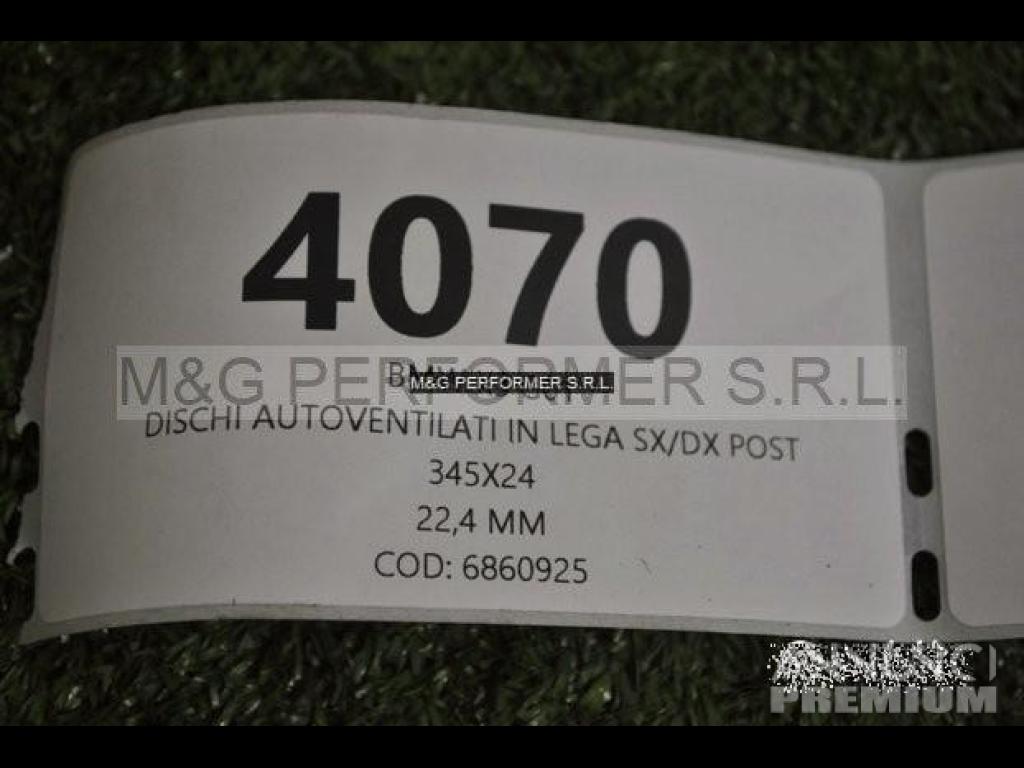 4070
M&G PERFORMER S.R.L.
M&G PERFORMER S.R.L.
DISCHI AUTOVENTILATI IN LEGA SX/DX POST
345X24
22,4 MM
COD: 6860925
PREMIUM